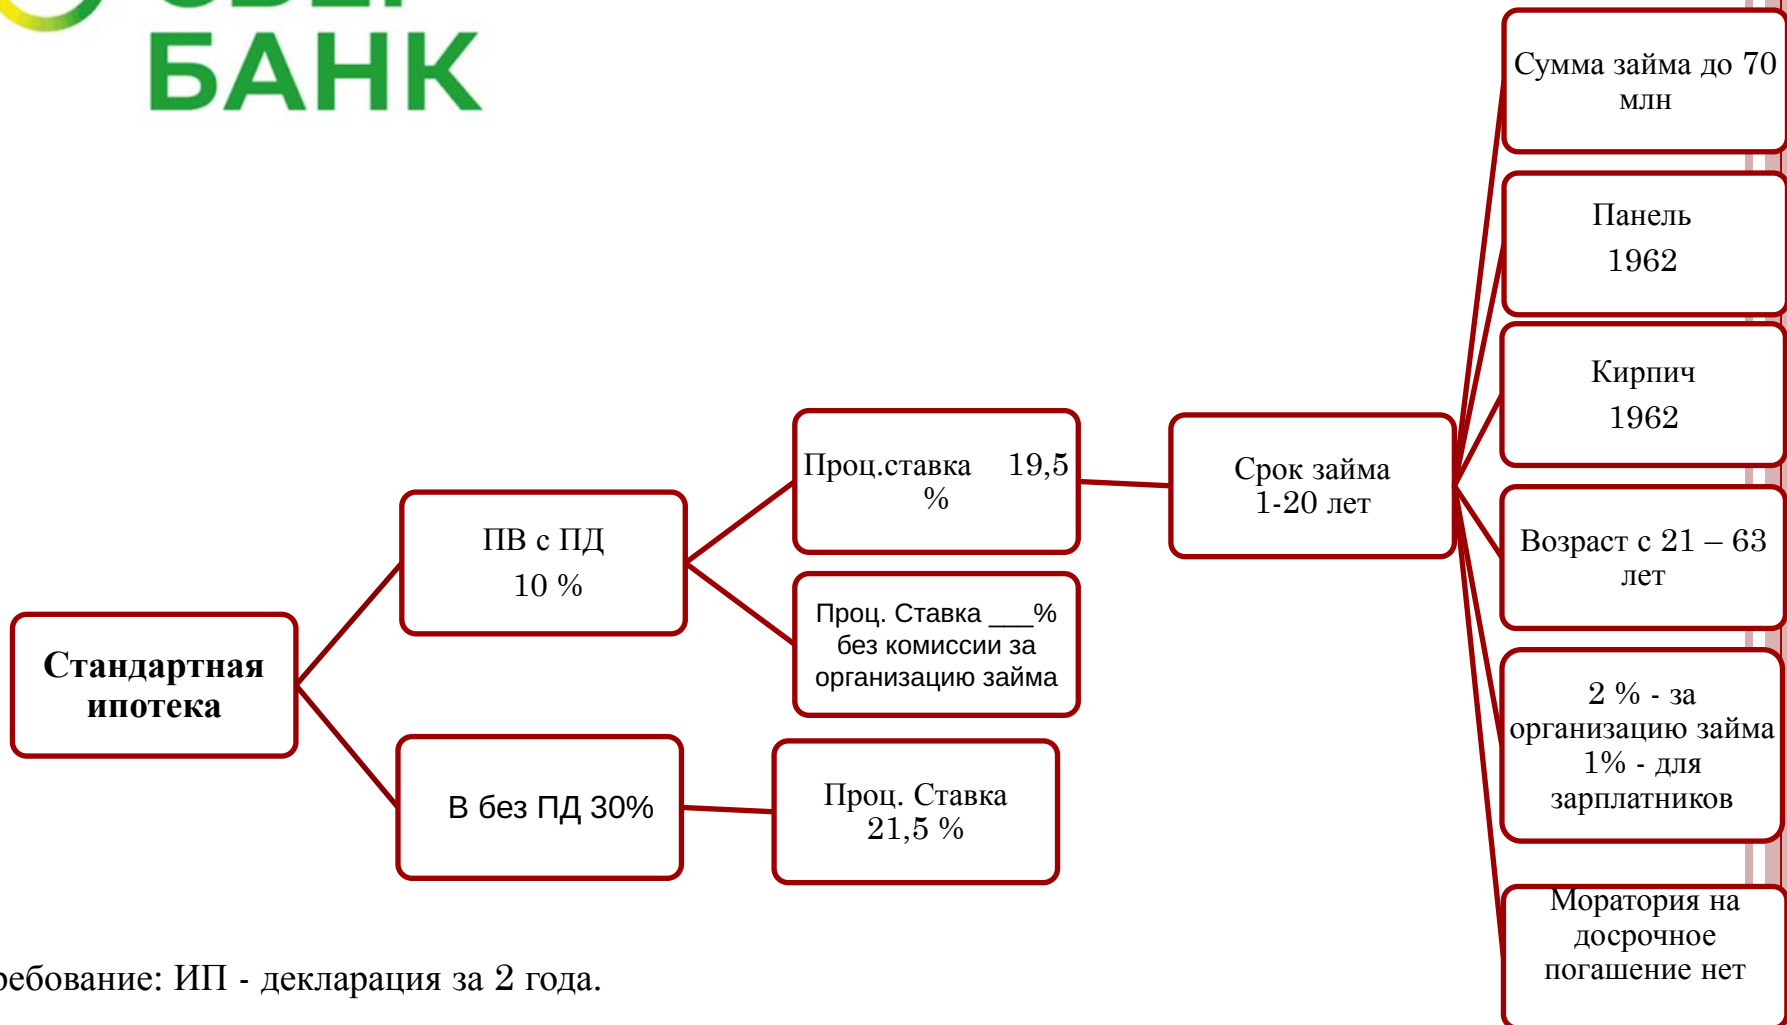 БАНК
Сумма займа до 70
млн
Панель
1962
Кирпич
1962
Проц.ставка 19,5
%
Срок займа
1-20 лет
ПВ с ПД
10 %
Возраст с 21 – 63
лет
Проц. Ставка ___%
без комиссии за
организацию займа
Стандартная
ипотека
2 % - за
организацию займа
1% - для
зарплатников
В без ПД 30%
Проц. Ставка
21,5 %
Моратория на
досрочное
погашение нет
ребование: ИП - декларация за 2 года.